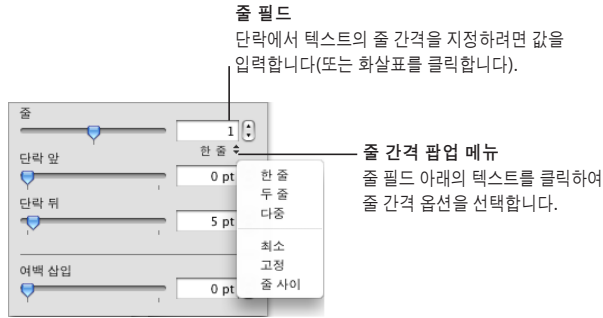 줄 필드
단락에서 텍스트의 줄 간격을 지정하려면 값을
입력합니다(또는 화살표를 클릭합니다).
줄
1
한 줄
단락 앞
0 pt
단락 뒤
5 pt
여백 삽입
0 pt
한 줄
두 줄
다중
최소
고정
줄 사이
줄 간격 팝업 메뉴
줄 필드 아래의 텍스트를 클릭하여
줄 간격 옵션을 선택합니다.